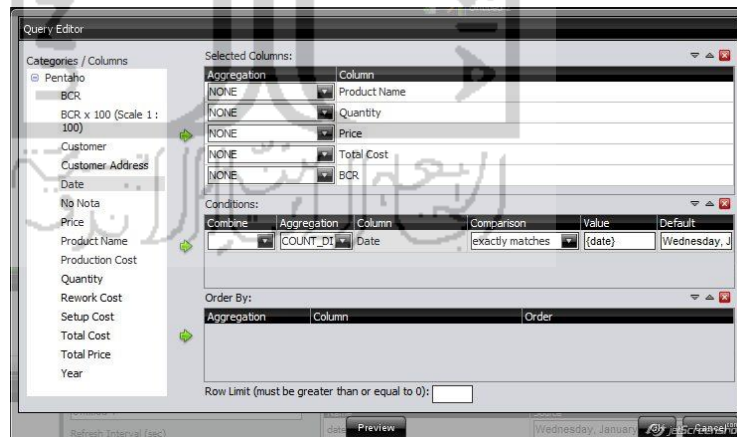 Query Editor
Categories / Columns
Pentaho
BCR
BCR x 100 (Scale 1 :
100)
Customer
Customer Address
Date
No Nota
Price
Product Name
Production Cost
Quantity
Rework Cost
Setup Cost
Total Cost
Total Price
Year
Selected Columns:
Aggregation Column
NONE Product Name
NONE Quantity
NONE Price
NONE Total Cost
NONE BCR
Conditions:
Combine Aggregation Column Comparison Value Default
COUNT_DI Date exactly matches {date} Wednesday, J
Order By:
Aggregation Column Order
Row Limit (must be greater than or equal to 0):
Preview OK Cancel
Refresh Interval (sec) date Wednesday, January